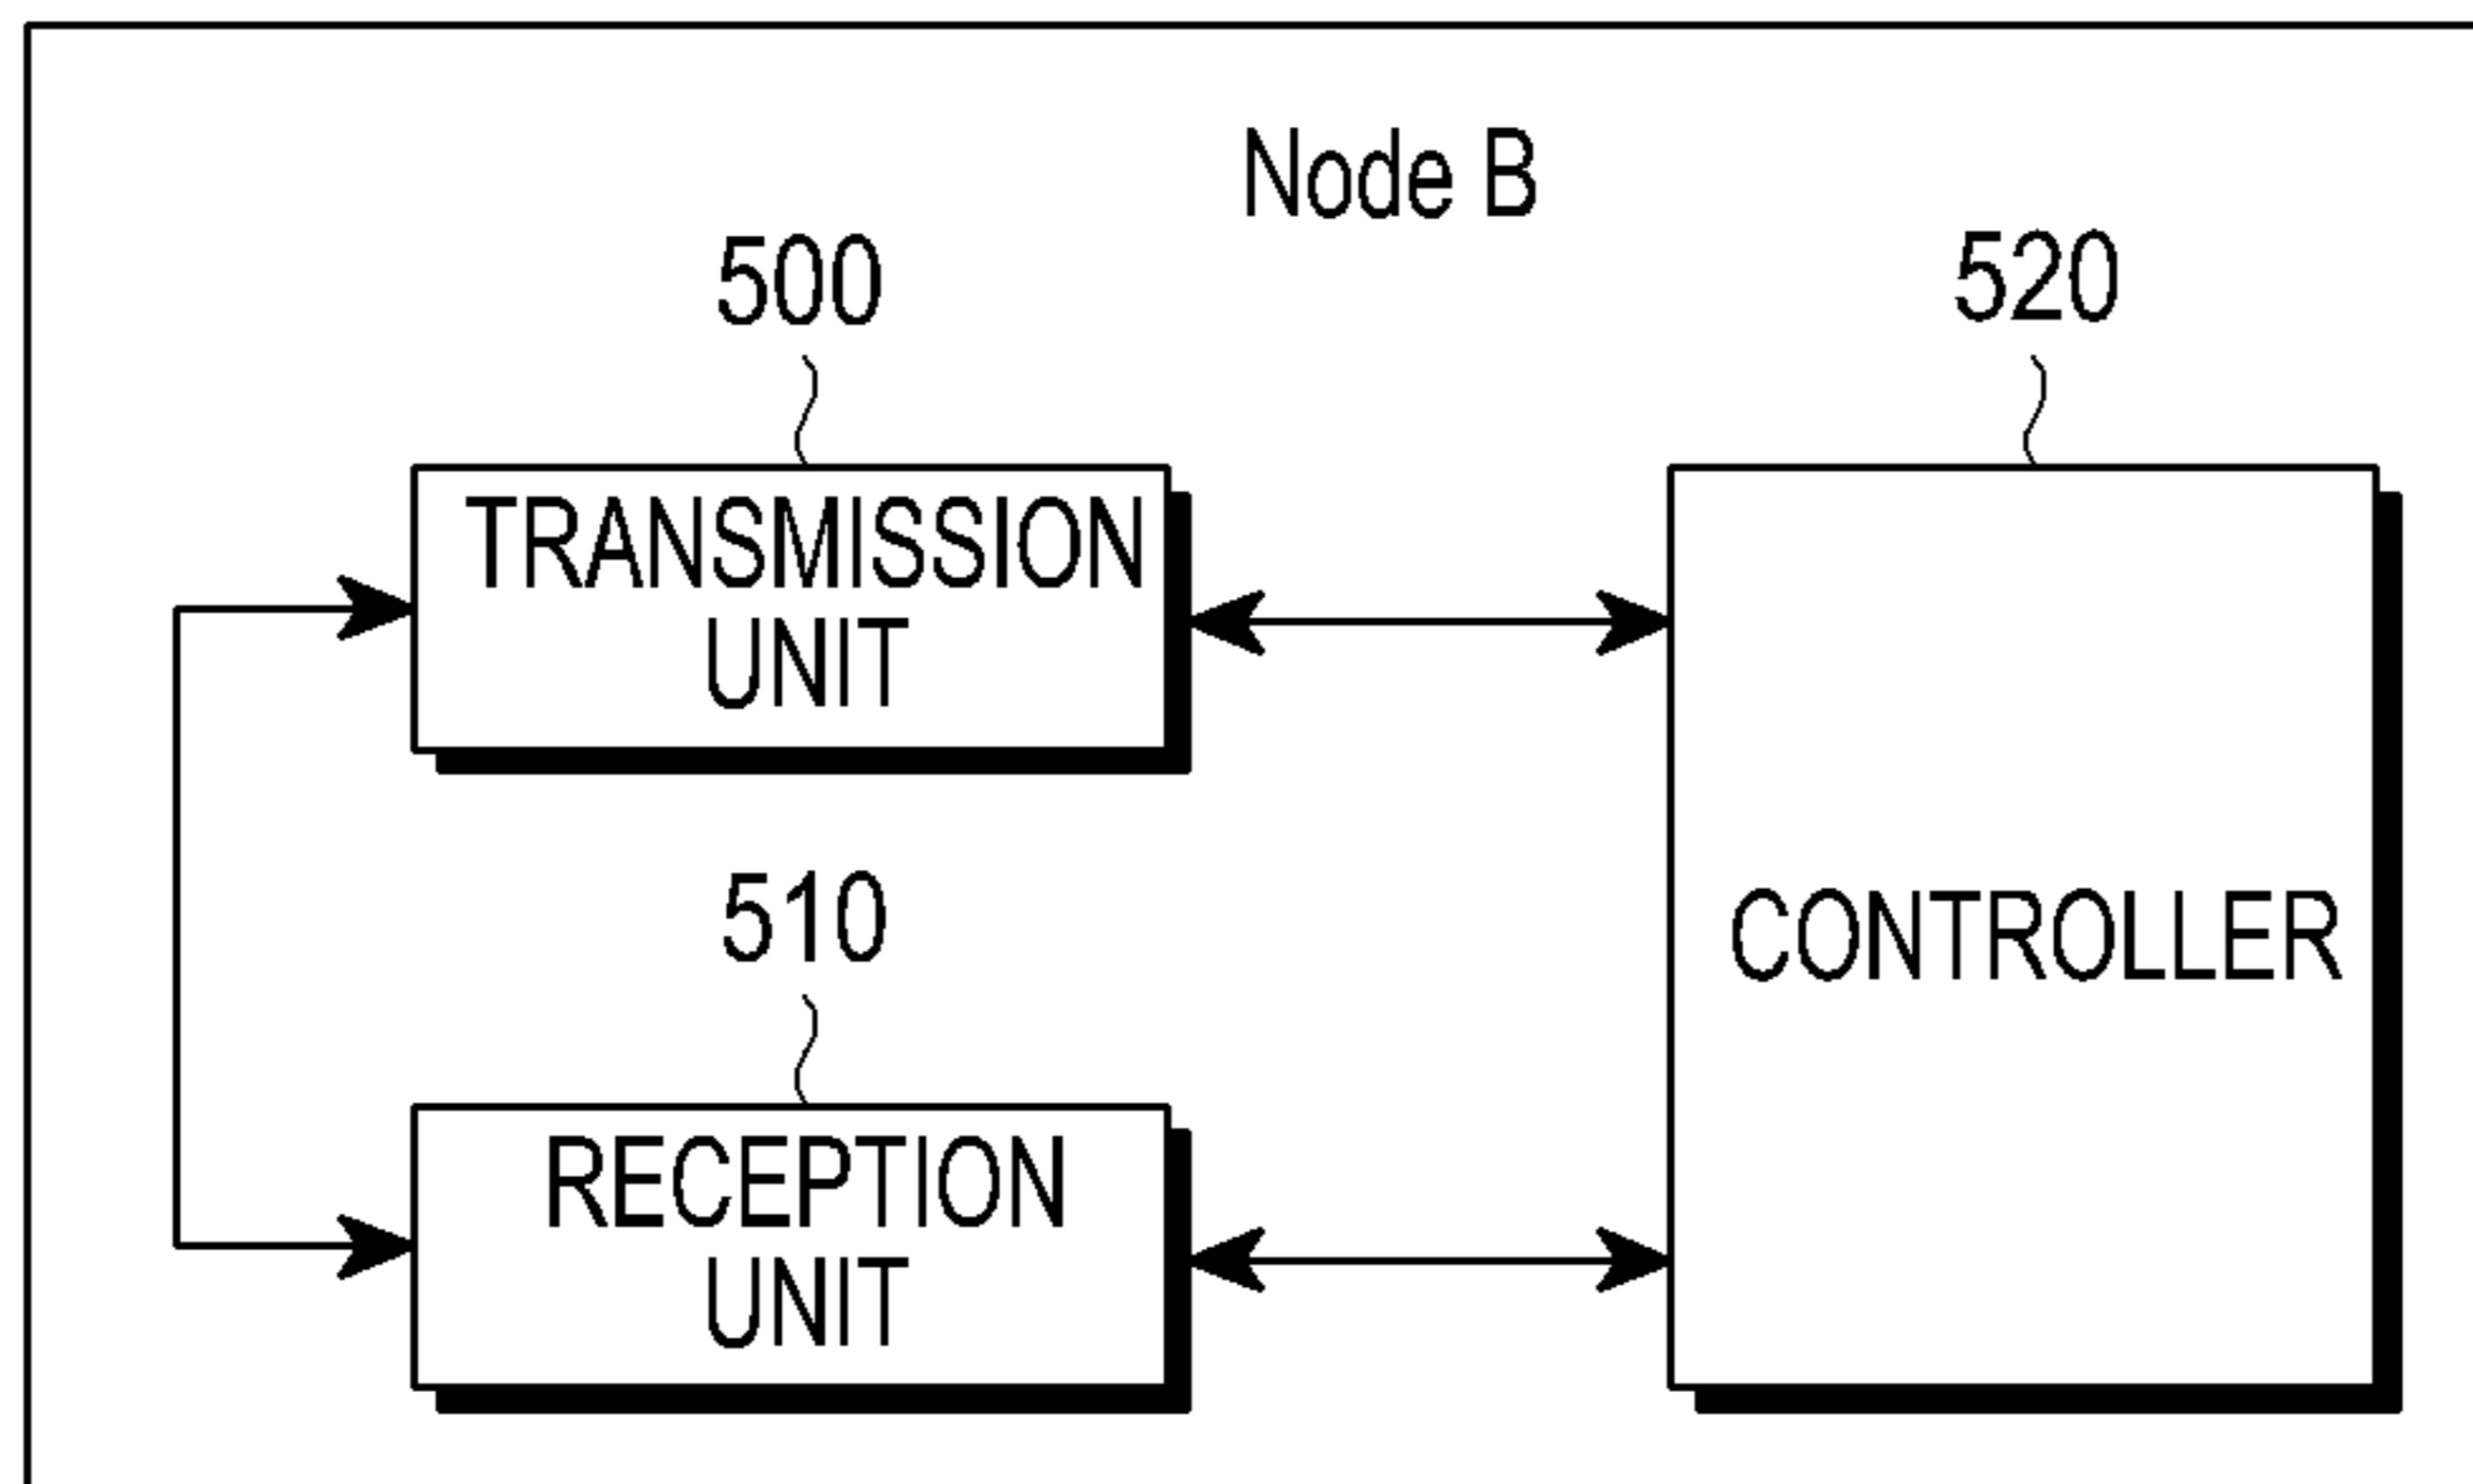 Node B
500
520
TRANSMISSION
UNIT
510
CONTROLLER
RECEPTION
UNIT